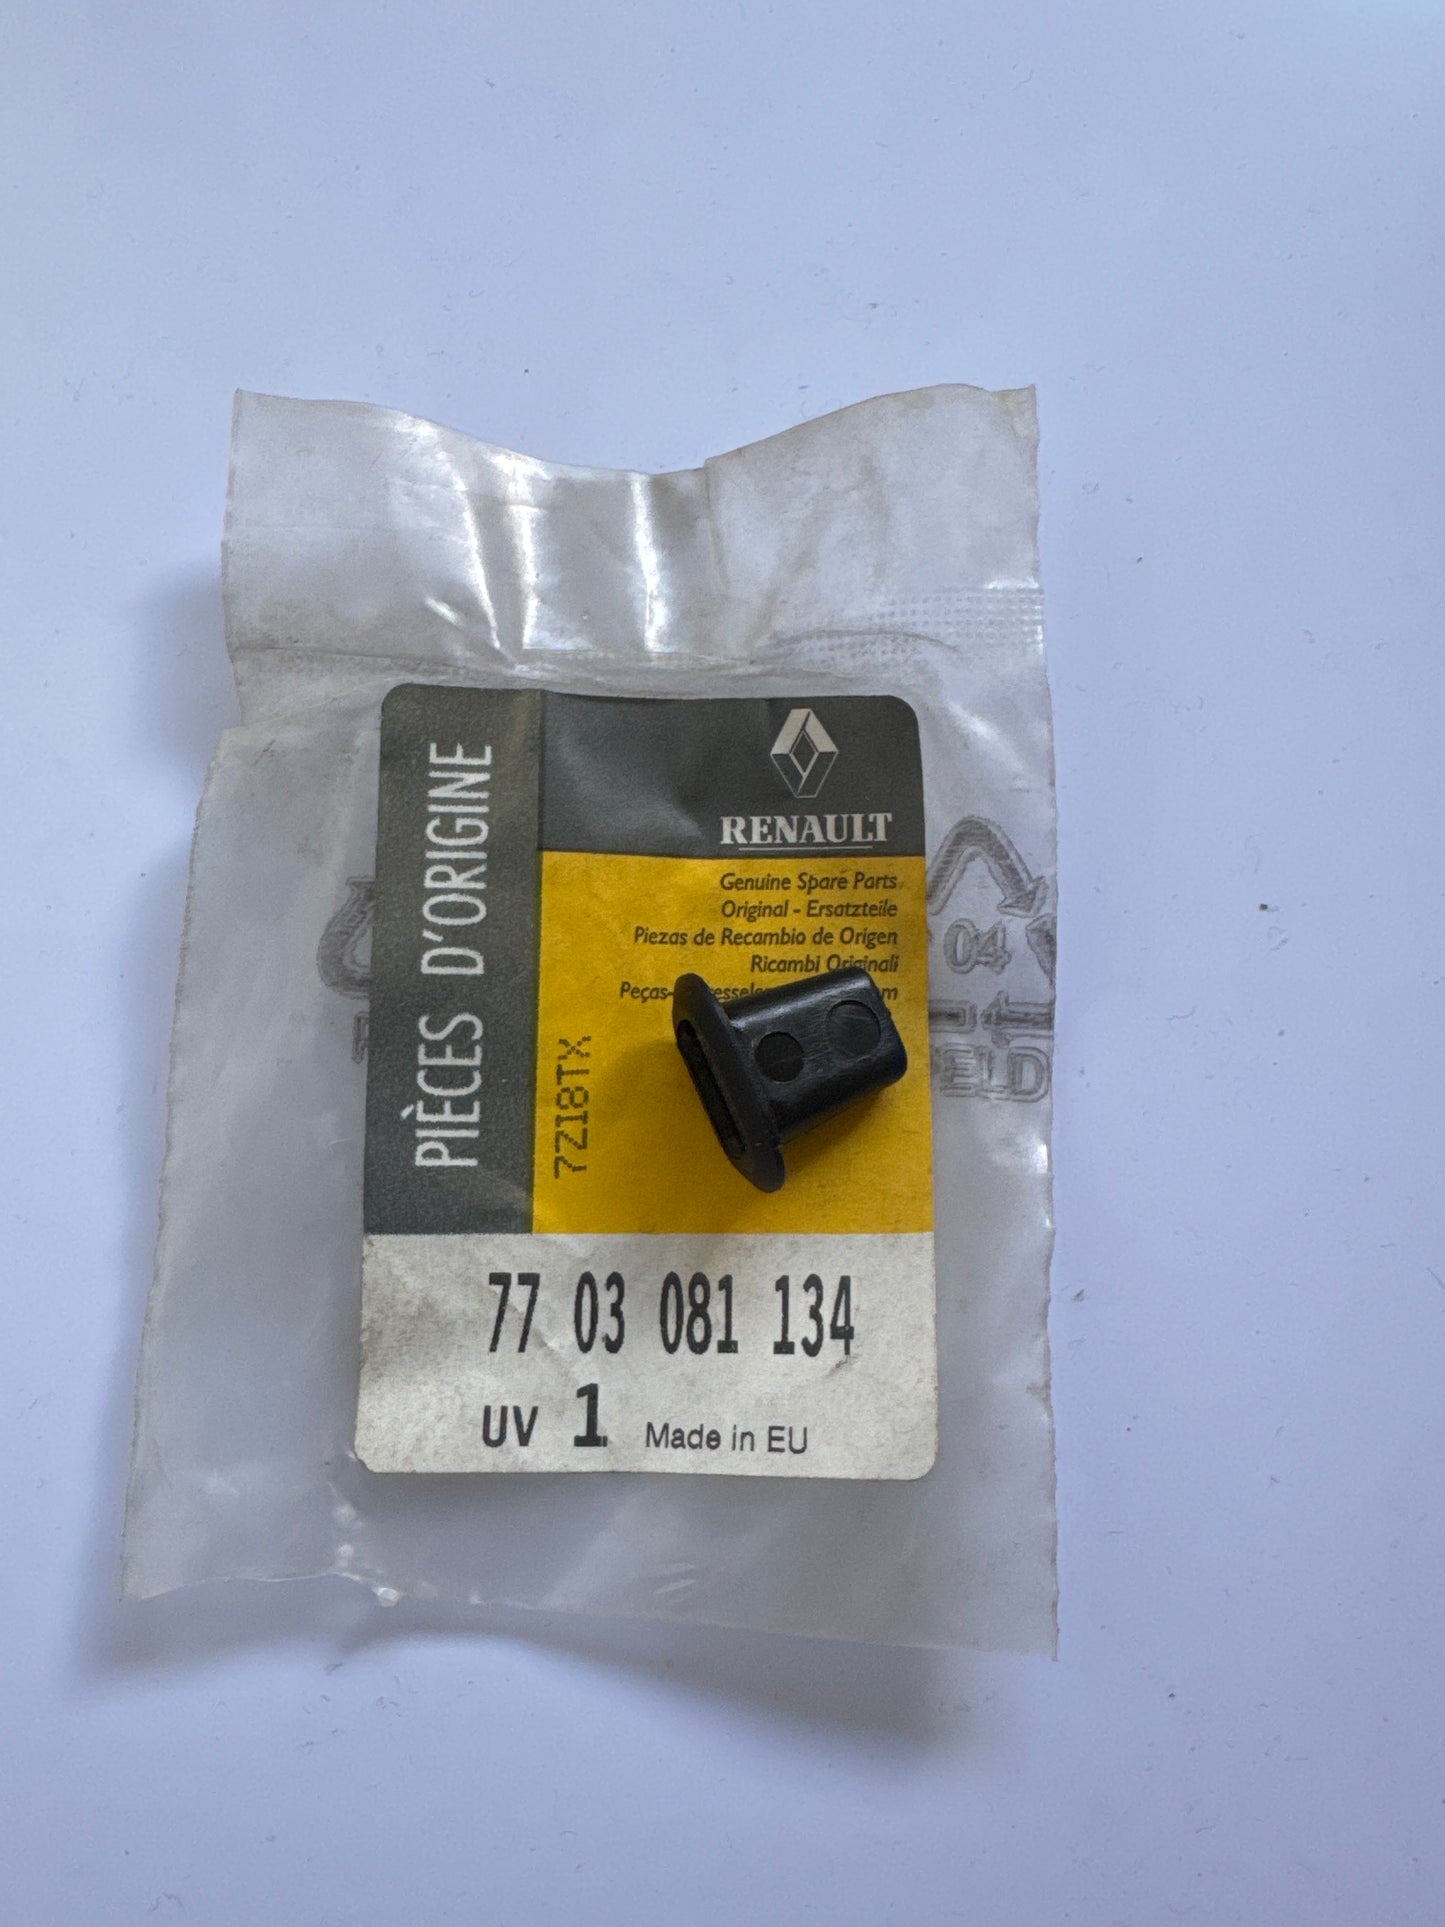 PIÈCES D'ORIGINE
RENAULT
Genuine Spare Parts
Original - Ersatzteile
Piezas de Recambio de Origen
Ricambi Originali
7Z18TX
77 03 081 134
UV 1 Made in EU
04
ELD